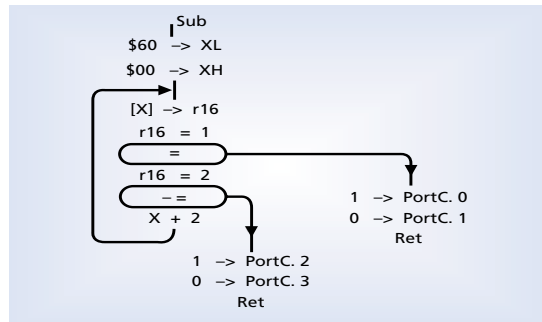 Sub
$60 –> XL
$00 –> XH
[X] –> r16
r16 = 1
=
r16 = 2
– =
X + 2
1 –> PortC. 0
0 –> PortC. 1
Ret
1 –> PortC. 2
0 –> PortC. 3
Ret